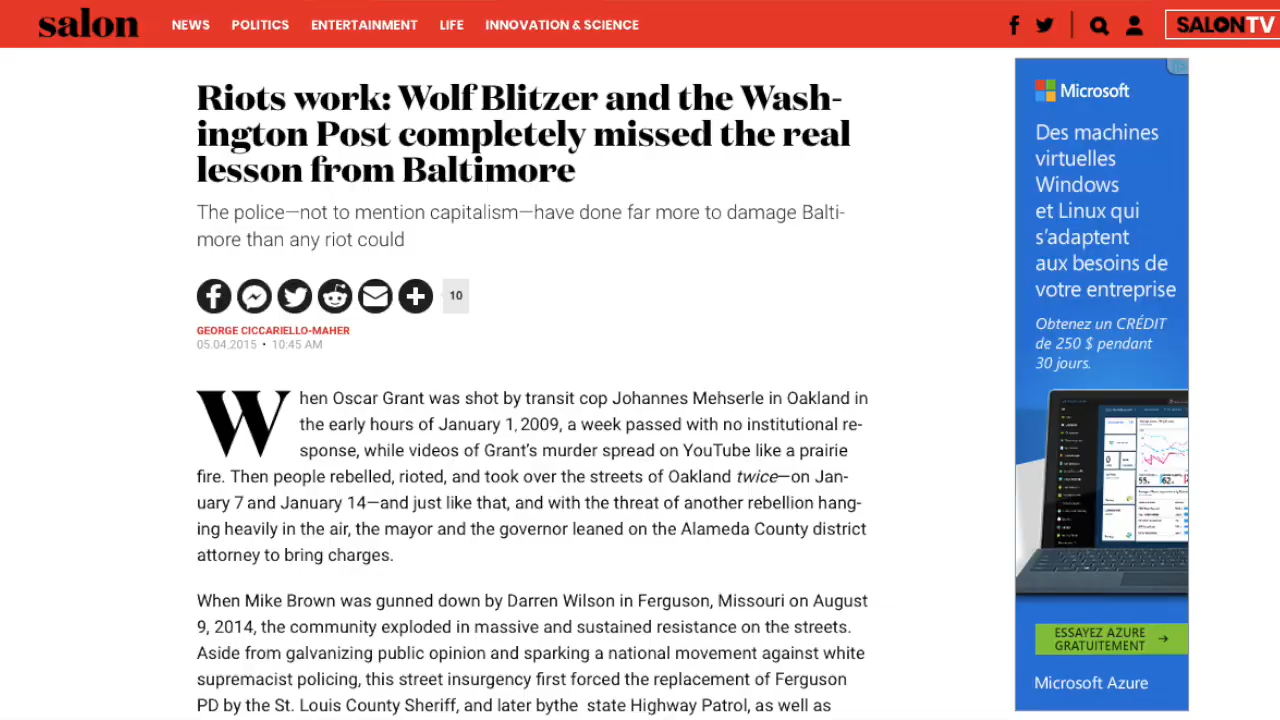 salon
NEWS POLITICS ENTERTAINMENT LIFE INNOVATION & SCIENCE
SALONTV
Riots work: Wolf Blitzer and the Wash-
ington Post completely missed the real
lesson from Baltimore
The police—not to mention capitalism—have done far more to damage Balti-
more than any riot could
10
GEORGE CICCARIELLO-MAHER
05.04.2015 • 10:45 AM
When Oscar Grant was shot by transit cop Johannes Mehserle in Oakland in
the early hours of January 1, 2009, a week passed with no institutional re-
sponse, while videos of Grant's murder spread on YouTube like a prairie
fire. Then people rebelled, rioted, and took over the streets of Oakland twice—on Jan-
uary 7 and January 14—and just like that, and with the threat of another rebellion hang-
ing heavily in the air, the mayor and the governor leaned on the Alameda County district
attorney to bring charges.
When Mike Brown was gunned down by Darren Wilson in Ferguson, Missouri on August
9, 2014, the community exploded in massive and sustained resistance on the streets.
Aside from galvanizing public opinion and sparking a national movement against white
supremacist policing, this street insurgency first forced the replacement of Ferguson
PD by the St. Louis County Sheriff, and later bythe state Highway Patrol, as well as
Microsoft
Des machines
virtuelles
Windows
et Linux qui
s'adaptent
aux besoins de
votre entreprise
Obtenez un CRÉDIT
de 250 $ pendant
30 jours.
ESSAYEZ AZURE
GRATUITEMENT
Microsoft Azure